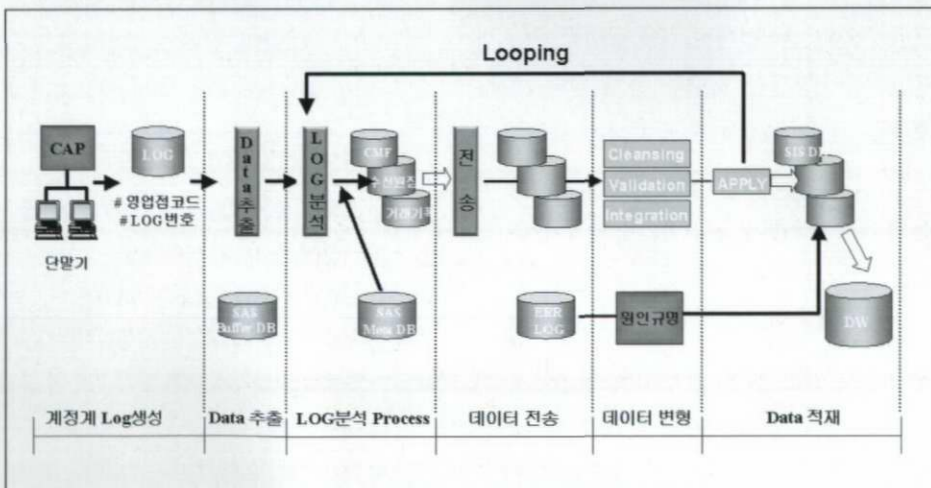 Looping
CAP
단말기
LOG
# 영업점코드
# LOG번호
Data추출
SAS
Buffer DB
LOG분석
CMF
수신원장
거래기록
SAS
Meta DB
전송
ERR
LOG
Cleansing
Validation
Integration
원인규명
APPLY
SIS DB
DW
계정계 Log생성
Data 추출
LOG분석 Process
데이터 전송
데이터 변형
Data 적재